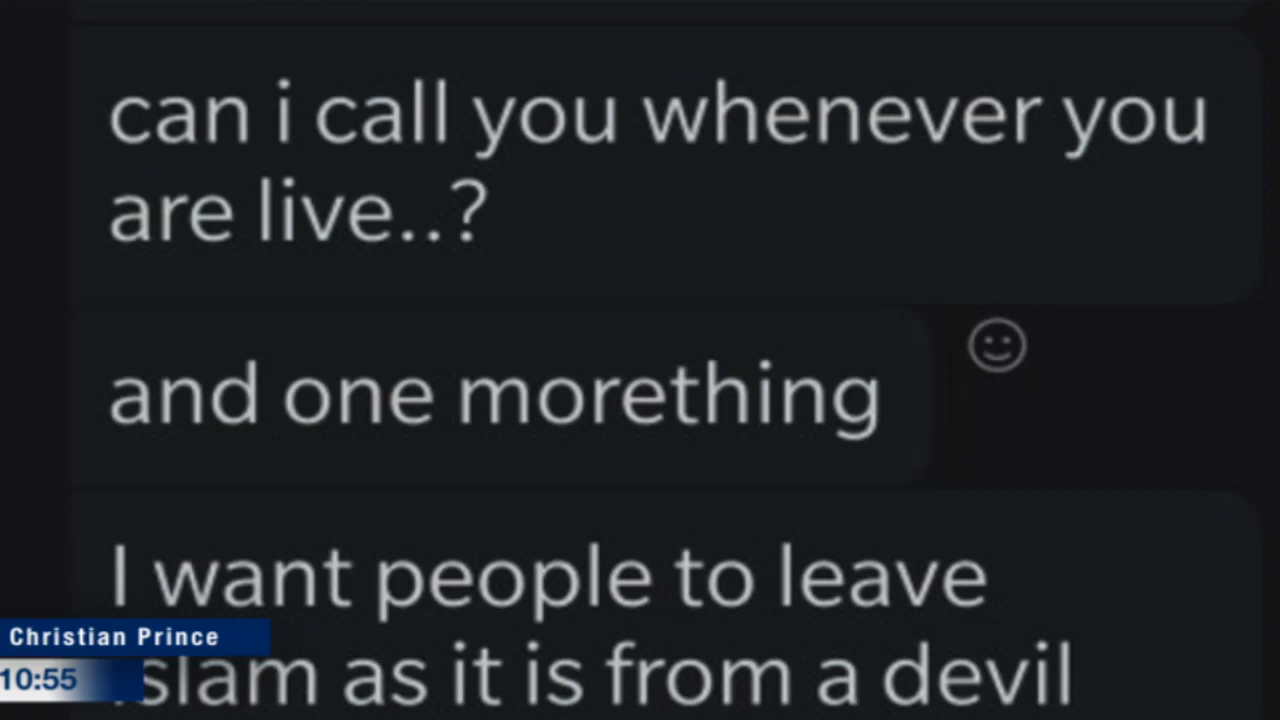 can i call you whenever you
are live..?
and one morething
I want people to leave
Christian Prince
islam as it is from a devil
10:55